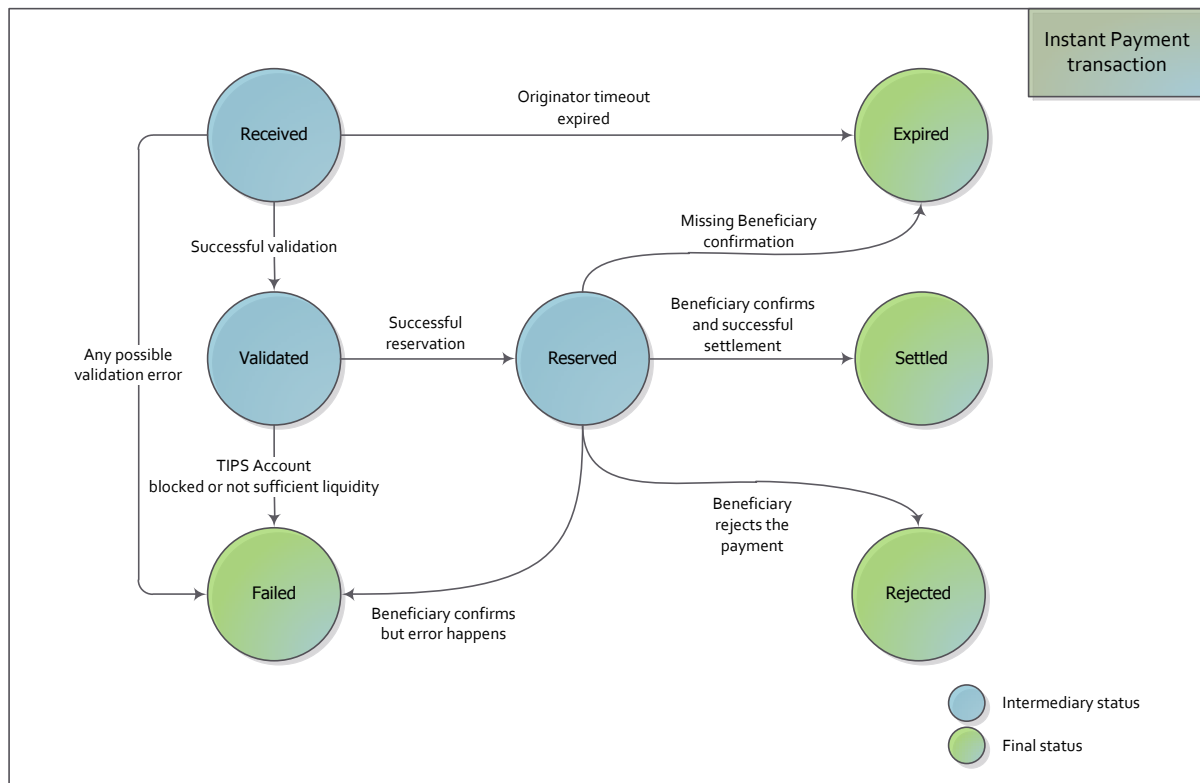 Instant Payment
transaction
Received
Originator timeout
expired
Expired
Missing Beneficiary
confirmation
Successful validation
Any possible
validation error
Validated
Successful
reservation
Reserved
Beneficiary confirms
and successful
settlement
Settled
TIPS Account
blocked or not sufficient liquidity
Beneficiary
rejects the
payment
Failed
Beneficiary confirms
but error happens
Rejected
Intermediary status
Final status